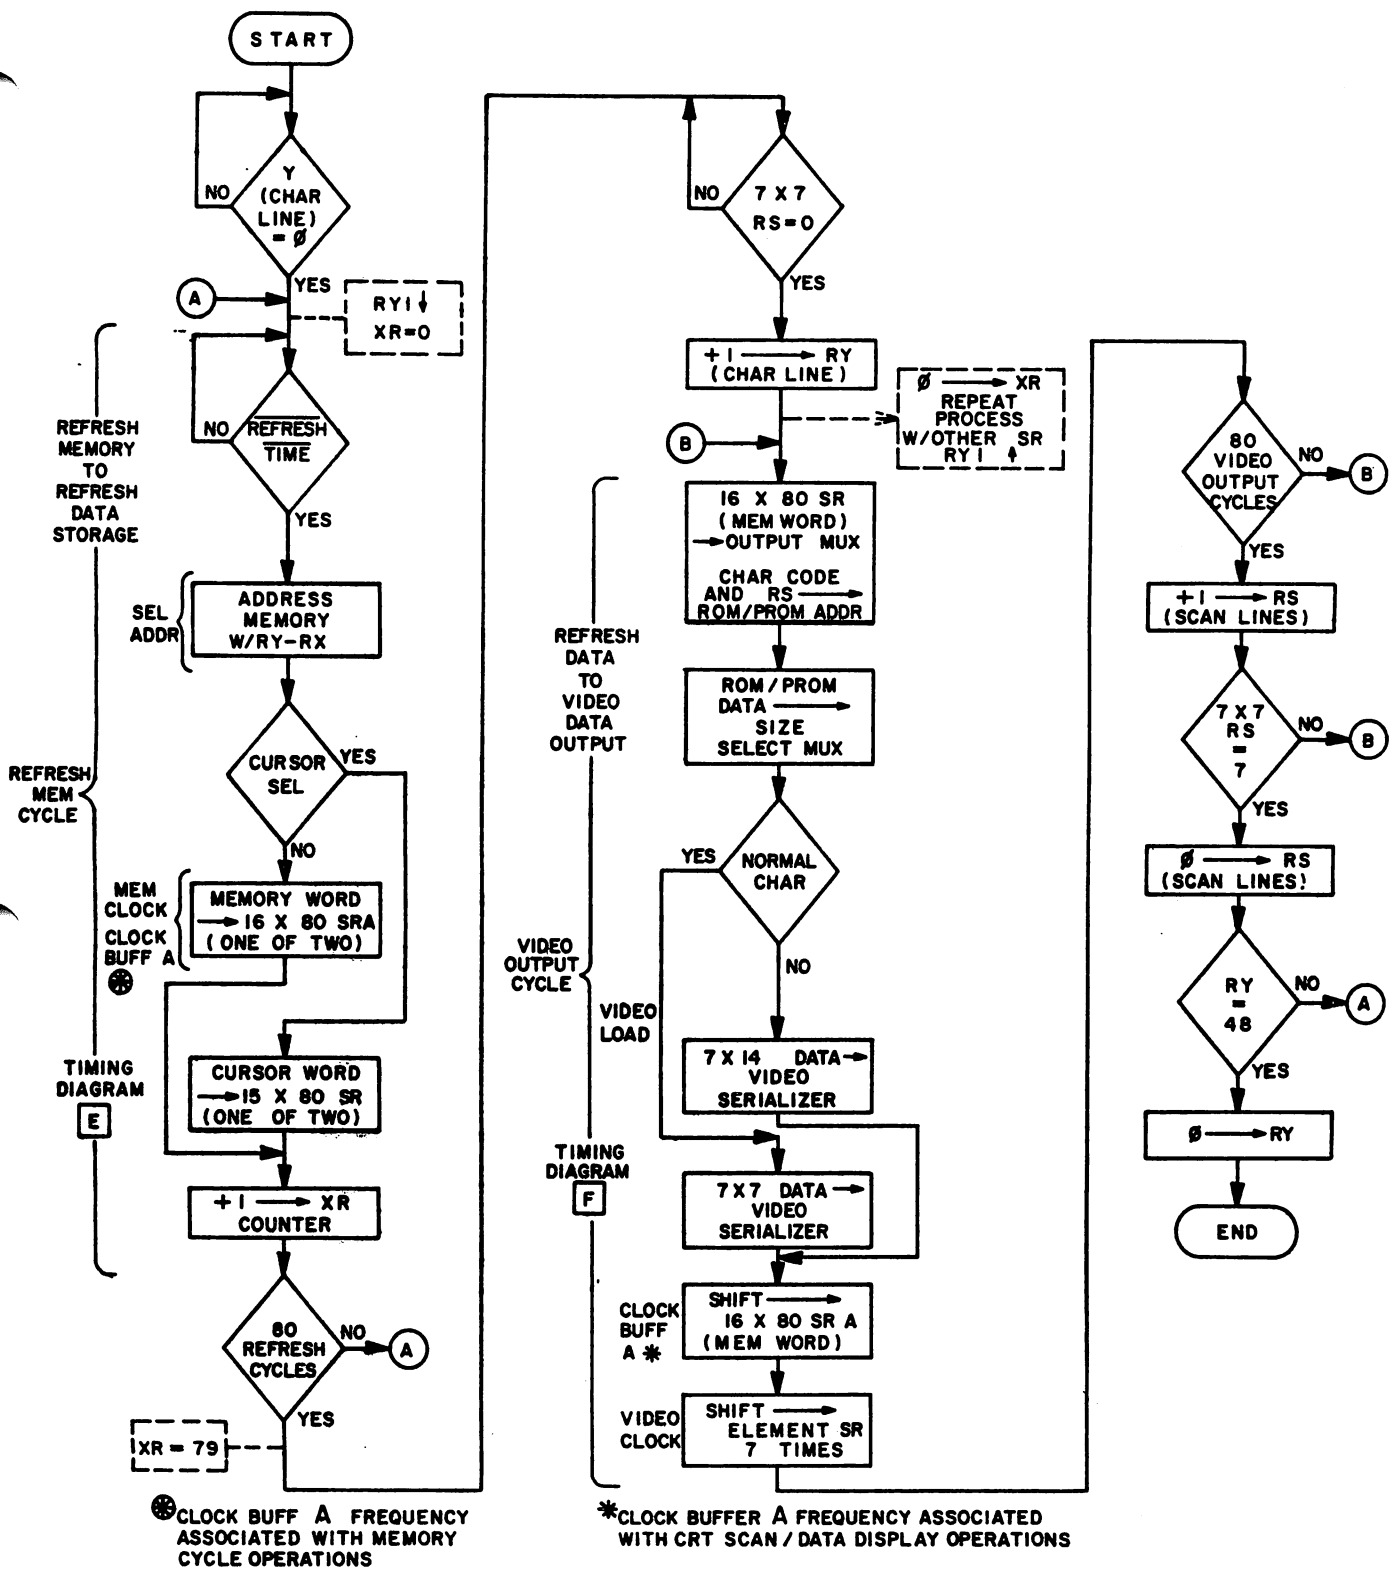 START
Y
(CHAR
LINE)
= Ø
NO
YES
A
RY1 ↓
XR=0
REFRESH
TIME
NO
YES
REFRESH
MEMORY
TO
REFRESH
DATA
STORAGE
SEL
ADDR
ADDRESS
MEMORY
W/RY-RX
CURSOR
SEL
YES
NO
REFRESH
MEM
CYCLE
MEM
CLOCK
CLOCK
BUFF A
MEMORY WORD
→ 16 X 80 SRA
(ONE OF TWO)
CURSOR WORD
→ 15 X 80 SR
(ONE OF TWO)
TIMING
DIAGRAM
E
+1 → XR
COUNTER
80
REFRESH
CYCLES
NO
A
YES
XR = 79
CLOCK BUFF A FREQUENCY
ASSOCIATED WITH MEMORY
CYCLE OPERATIONS
7 X 7
RS=0
NO
YES
+1 → RY
(CHAR LINE)
Ø → XR
REPEAT
PROCESS
W/OTHER SR
RY1 ↑
B
16 X 80 SR
(MEM WORD)
→ OUTPUT MUX
CHAR CODE
AND RS →
ROM/PROM ADDR
REFRESH
DATA
TO
VIDEO
DATA
OUTPUT
ROM/PROM
DATA →
SIZE
SELECT MUX
NORMAL
CHAR
YES
NO
VIDEO
OUTPUT
CYCLE
VIDEO
LOAD
7 X 14 DATA →
VIDEO
SERIALIZER
TIMING
DIAGRAM
F
7 X 7 DATA →
VIDEO
SERIALIZER
CLOCK
BUFF
A *
SHIFT →
16 X 80 SR A
(MEM WORD)
VIDEO
CLOCK
SHIFT →
ELEMENT SR
7 TIMES
*CLOCK BUFFER A FREQUENCY ASSOCIATED
WITH CRT SCAN / DATA DISPLAY OPERATIONS
80
VIDEO
OUTPUT
CYCLES
NO
B
YES
+1 → RS
(SCAN LINES)
7 X 7
RS
=
7
NO
B
YES
Ø → RS
(SCAN LINES)
RY
=
48
NO
A
YES
Ø → RY
END